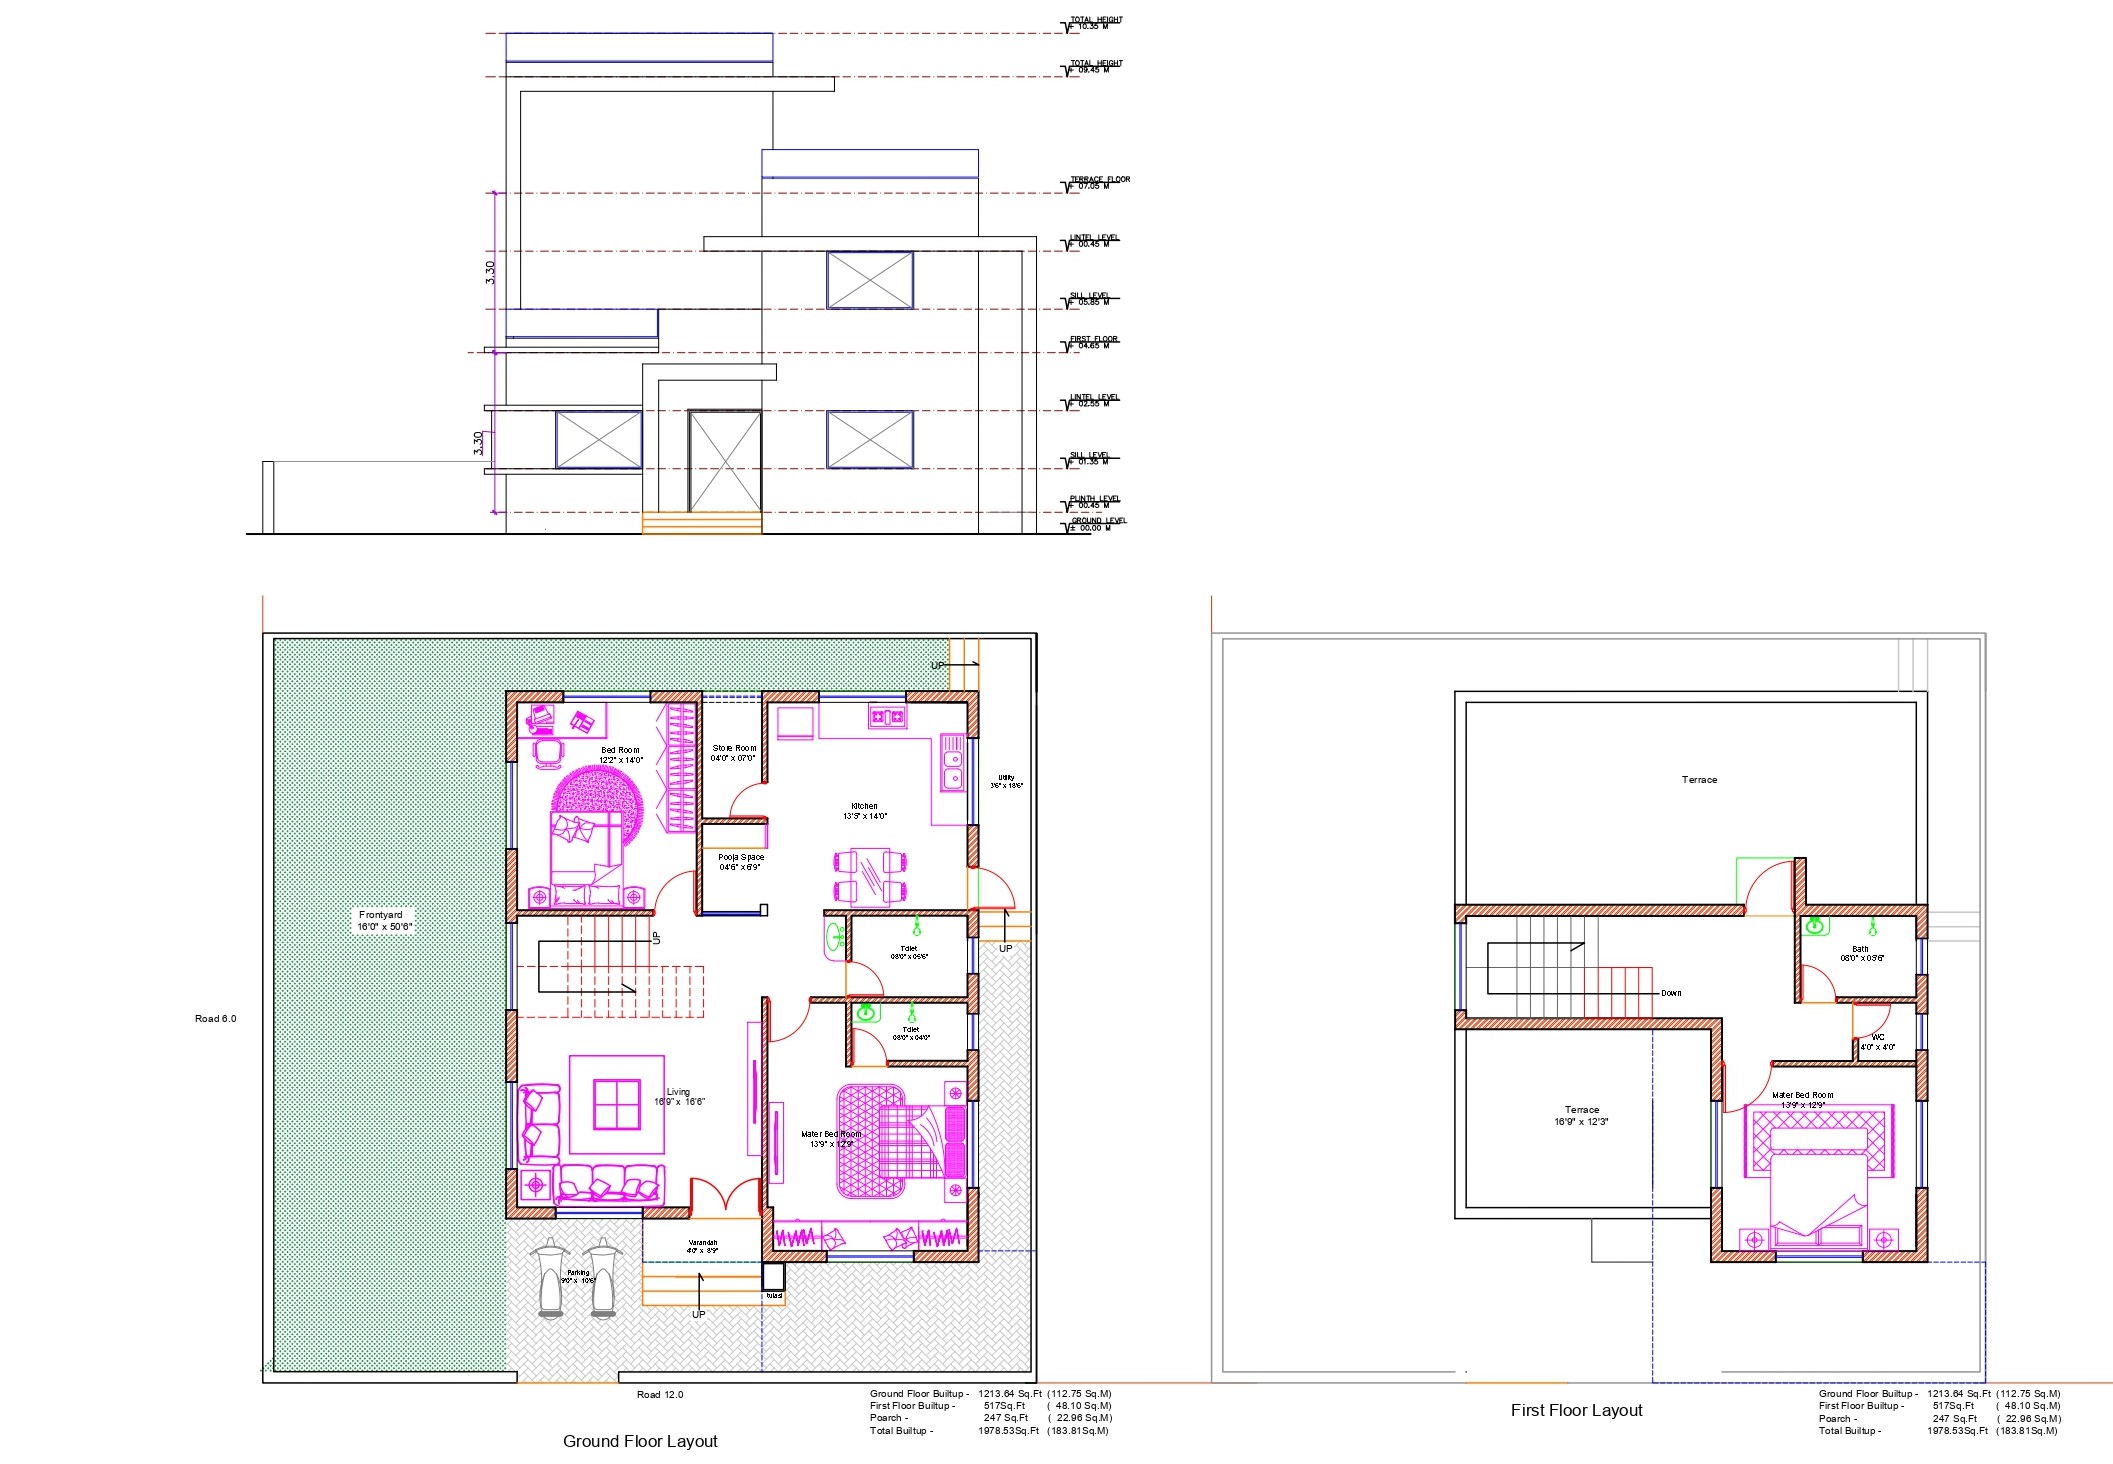 TOTAL HEIGHT
+ 10.35 M
TOTAL HEIGHT
+ 09.45 M
TERRACE FLOOR
+ 07.05 M
LINTEL LEVEL
+ 00.45 M
SILL LEVEL
+ 05.85 M
FIRST FLOOR
+ 04.65 M
LINTEL LEVEL
+ 02.55 M
SILL LEVEL
+ 01.35 M
PLINTH LEVEL
+ 00.45 M
GROUND LEVEL
± 00.00 M
3.30
3.30
UP
Bed Room
12'2" x 14'0"
Store Room
04'0" x 07'0"
Utility
3'6" x 18'6"
Kitchen
13'5" x 14'0"
Pooja Space
04'6" x 6'9"
Frontyard
16'0" x 50'6"
UP
UP
Toilet
08'0" x 05'6"
Road 6.0
Toilet
08'0" x 04'0"
Living
16'9" x 16'6"
Mater Bed Room
13'9" x 12'9"
Varandah
4'0" x 8'9"
Parking
9'0" x 10'6"
tulasi
UP
Road 12.0
Ground Floor Builtup - 1213.64 Sq.Ft (112.75 Sq.M)
First Floor Builtup - 517Sq.Ft ( 48.10 Sq.M)
Poarch - 247 Sq.Ft ( 22.96 Sq.M)
Total Builtup - 1978.53Sq.Ft (183.81Sq.M)
Ground Floor Layout
Terrace
Bath
08'0" x 05'6"
Down
WC
4'0" x 4'0"
Mater Bed Room
13'9" x 12'9"
Terrace
16'9" x 12'3"
Ground Floor Builtup - 1213.64 Sq.Ft (112.75 Sq.M)
First Floor Builtup - 517Sq.Ft ( 48.10 Sq.M)
Poarch - 247 Sq.Ft ( 22.96 Sq.M)
Total Builtup - 1978.53Sq.Ft (183.81Sq.M)
First Floor Layout